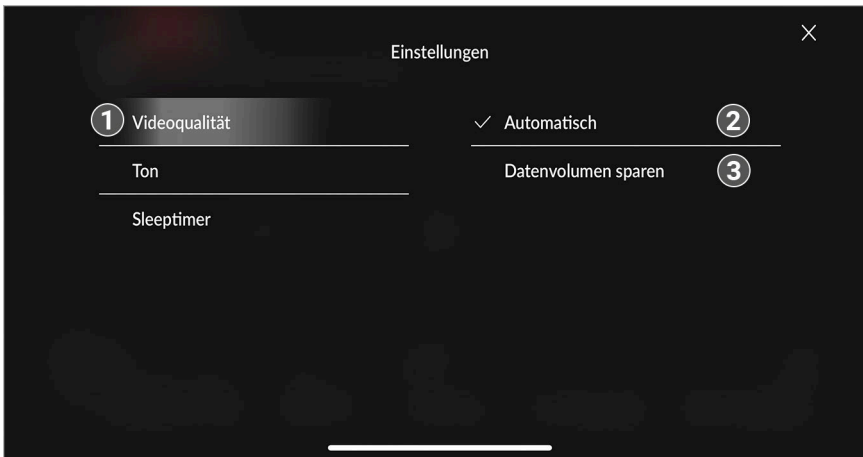 Einstellungen
1 Videoqualität
Ton
Sleeptimer
Automatisch 2
Datenvolumen sparen 3